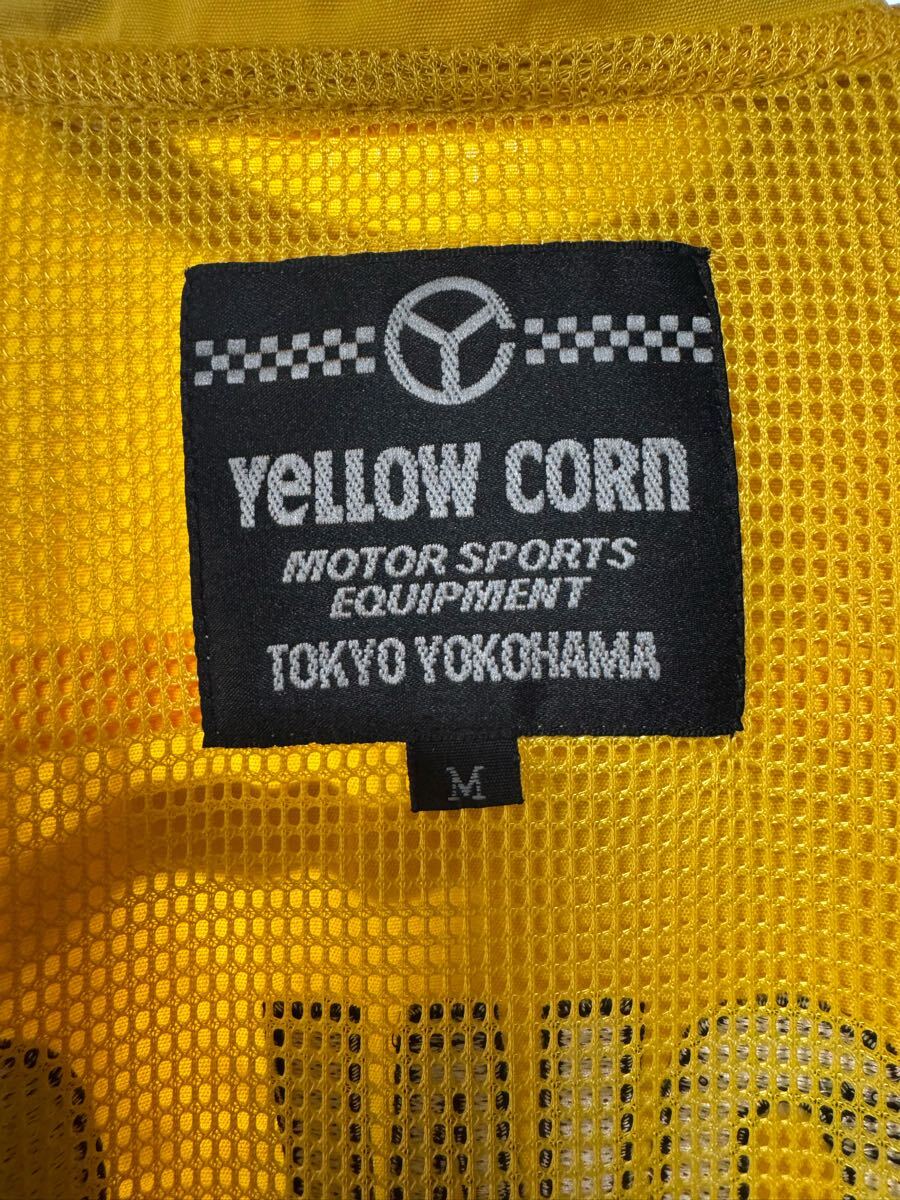 YeLLOW CORn
MOTOR SPORTS
EQUIPMENT
TOKYO YOKOHAMA
M